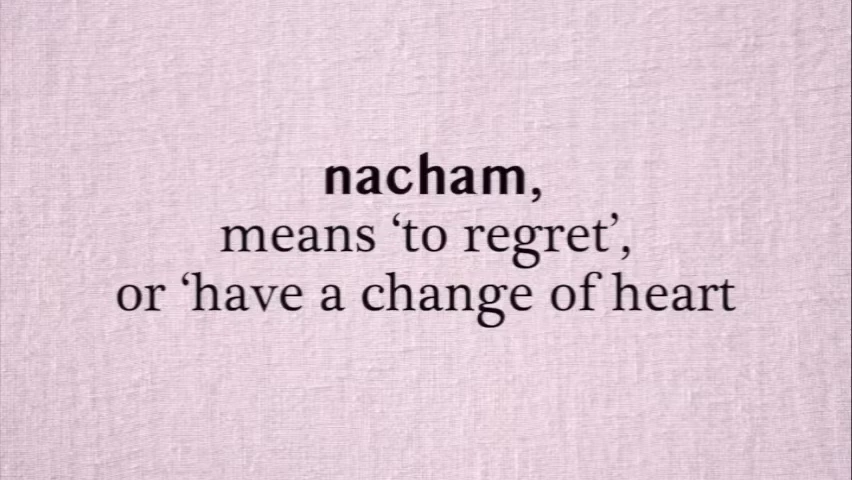 nacham,
means ‘to regret’,
or ‘have a change of heart